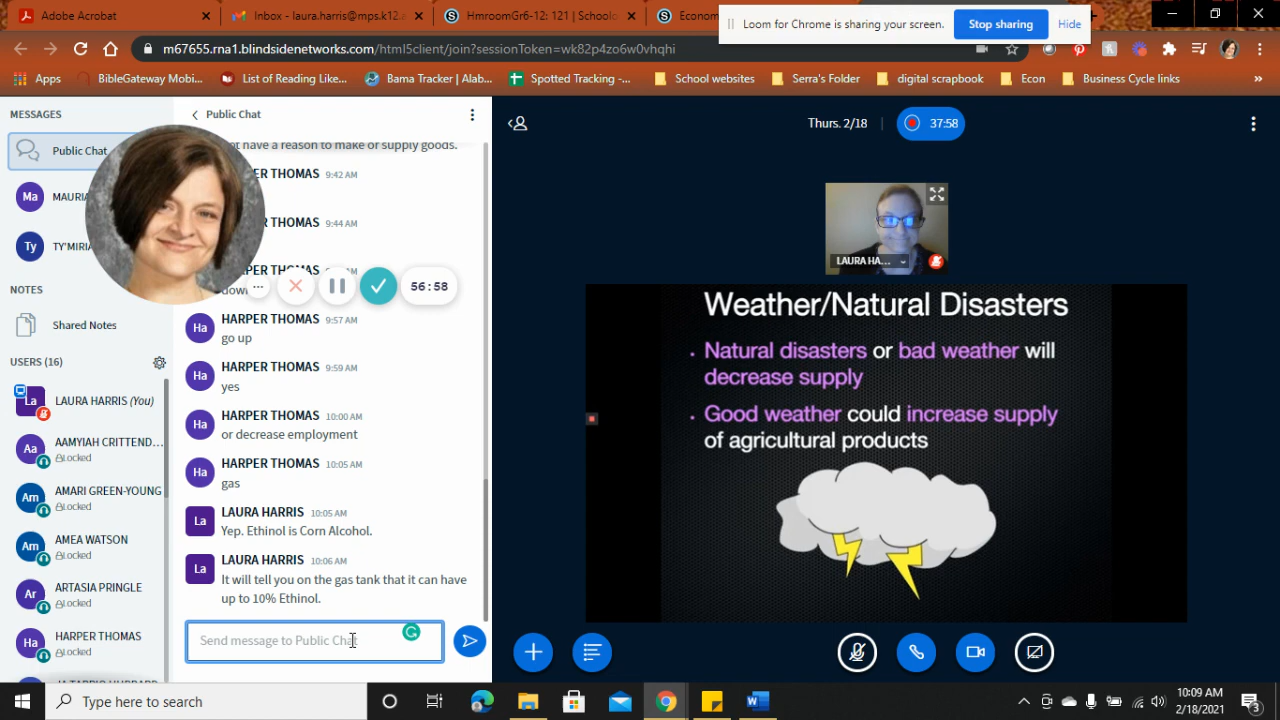 Adobe Acrobat
Inbox - laura.harris@mps.k12.a
HmroomGr6-12: 121 | Schoolo
Econom
Loom for Chrome is sharing your screen.
Stop sharing
Hide
m67655.rna1.blindsidenetworks.com/html5client/join?sessionToken=wk82p4zo6w0vhqhi
Apps
BibleGateway Mobi...
List of Reading Like...
Bama Tracker | Alab...
Spotted Tracking -...
School websites
Serra's Folder
digital scrapbook
Econ
Business Cycle links
»
MESSAGES
Public Chat
Ma
MAURIA
Ty
TY'MIRI
NOTES
Shared Notes
USERS (16)
La
LAURA HARRIS (You)
Aa
AAMYIAH CRITTEND...
Locked
Am
AMARI GREEN-YOUNG
Locked
Am
AMEA WATSON
Locked
Ar
ARTASIA PRINGLE
Locked
Ha
HARPER THOMAS
Locked
Public Chat
ot have a reason to make or supply goods.
ER THOMAS 9:42 AM
ER THOMAS 9:44 AM
ER THOMAS
down
56:58
Ha
HARPER THOMAS 9:57 AM
go up
Ha
HARPER THOMAS 9:59 AM
yes
Ha
HARPER THOMAS 10:00 AM
or decrease employment
Ha
HARPER THOMAS 10:05 AM
gas
La
LAURA HARRIS 10:05 AM
Yep. Ethinol is Corn Alcohol.
La
LAURA HARRIS 10:06 AM
It will tell you on the gas tank that it can have
up to 10% Ethinol.
Send message to Public Chat
Thurs. 2/18
37:58
LAURA HA...
Weather/Natural Disasters
• Natural disasters or bad weather will
decrease supply
• Good weather could increase supply
of agricultural products
Type here to search
10:09 AM
2/18/2021
3